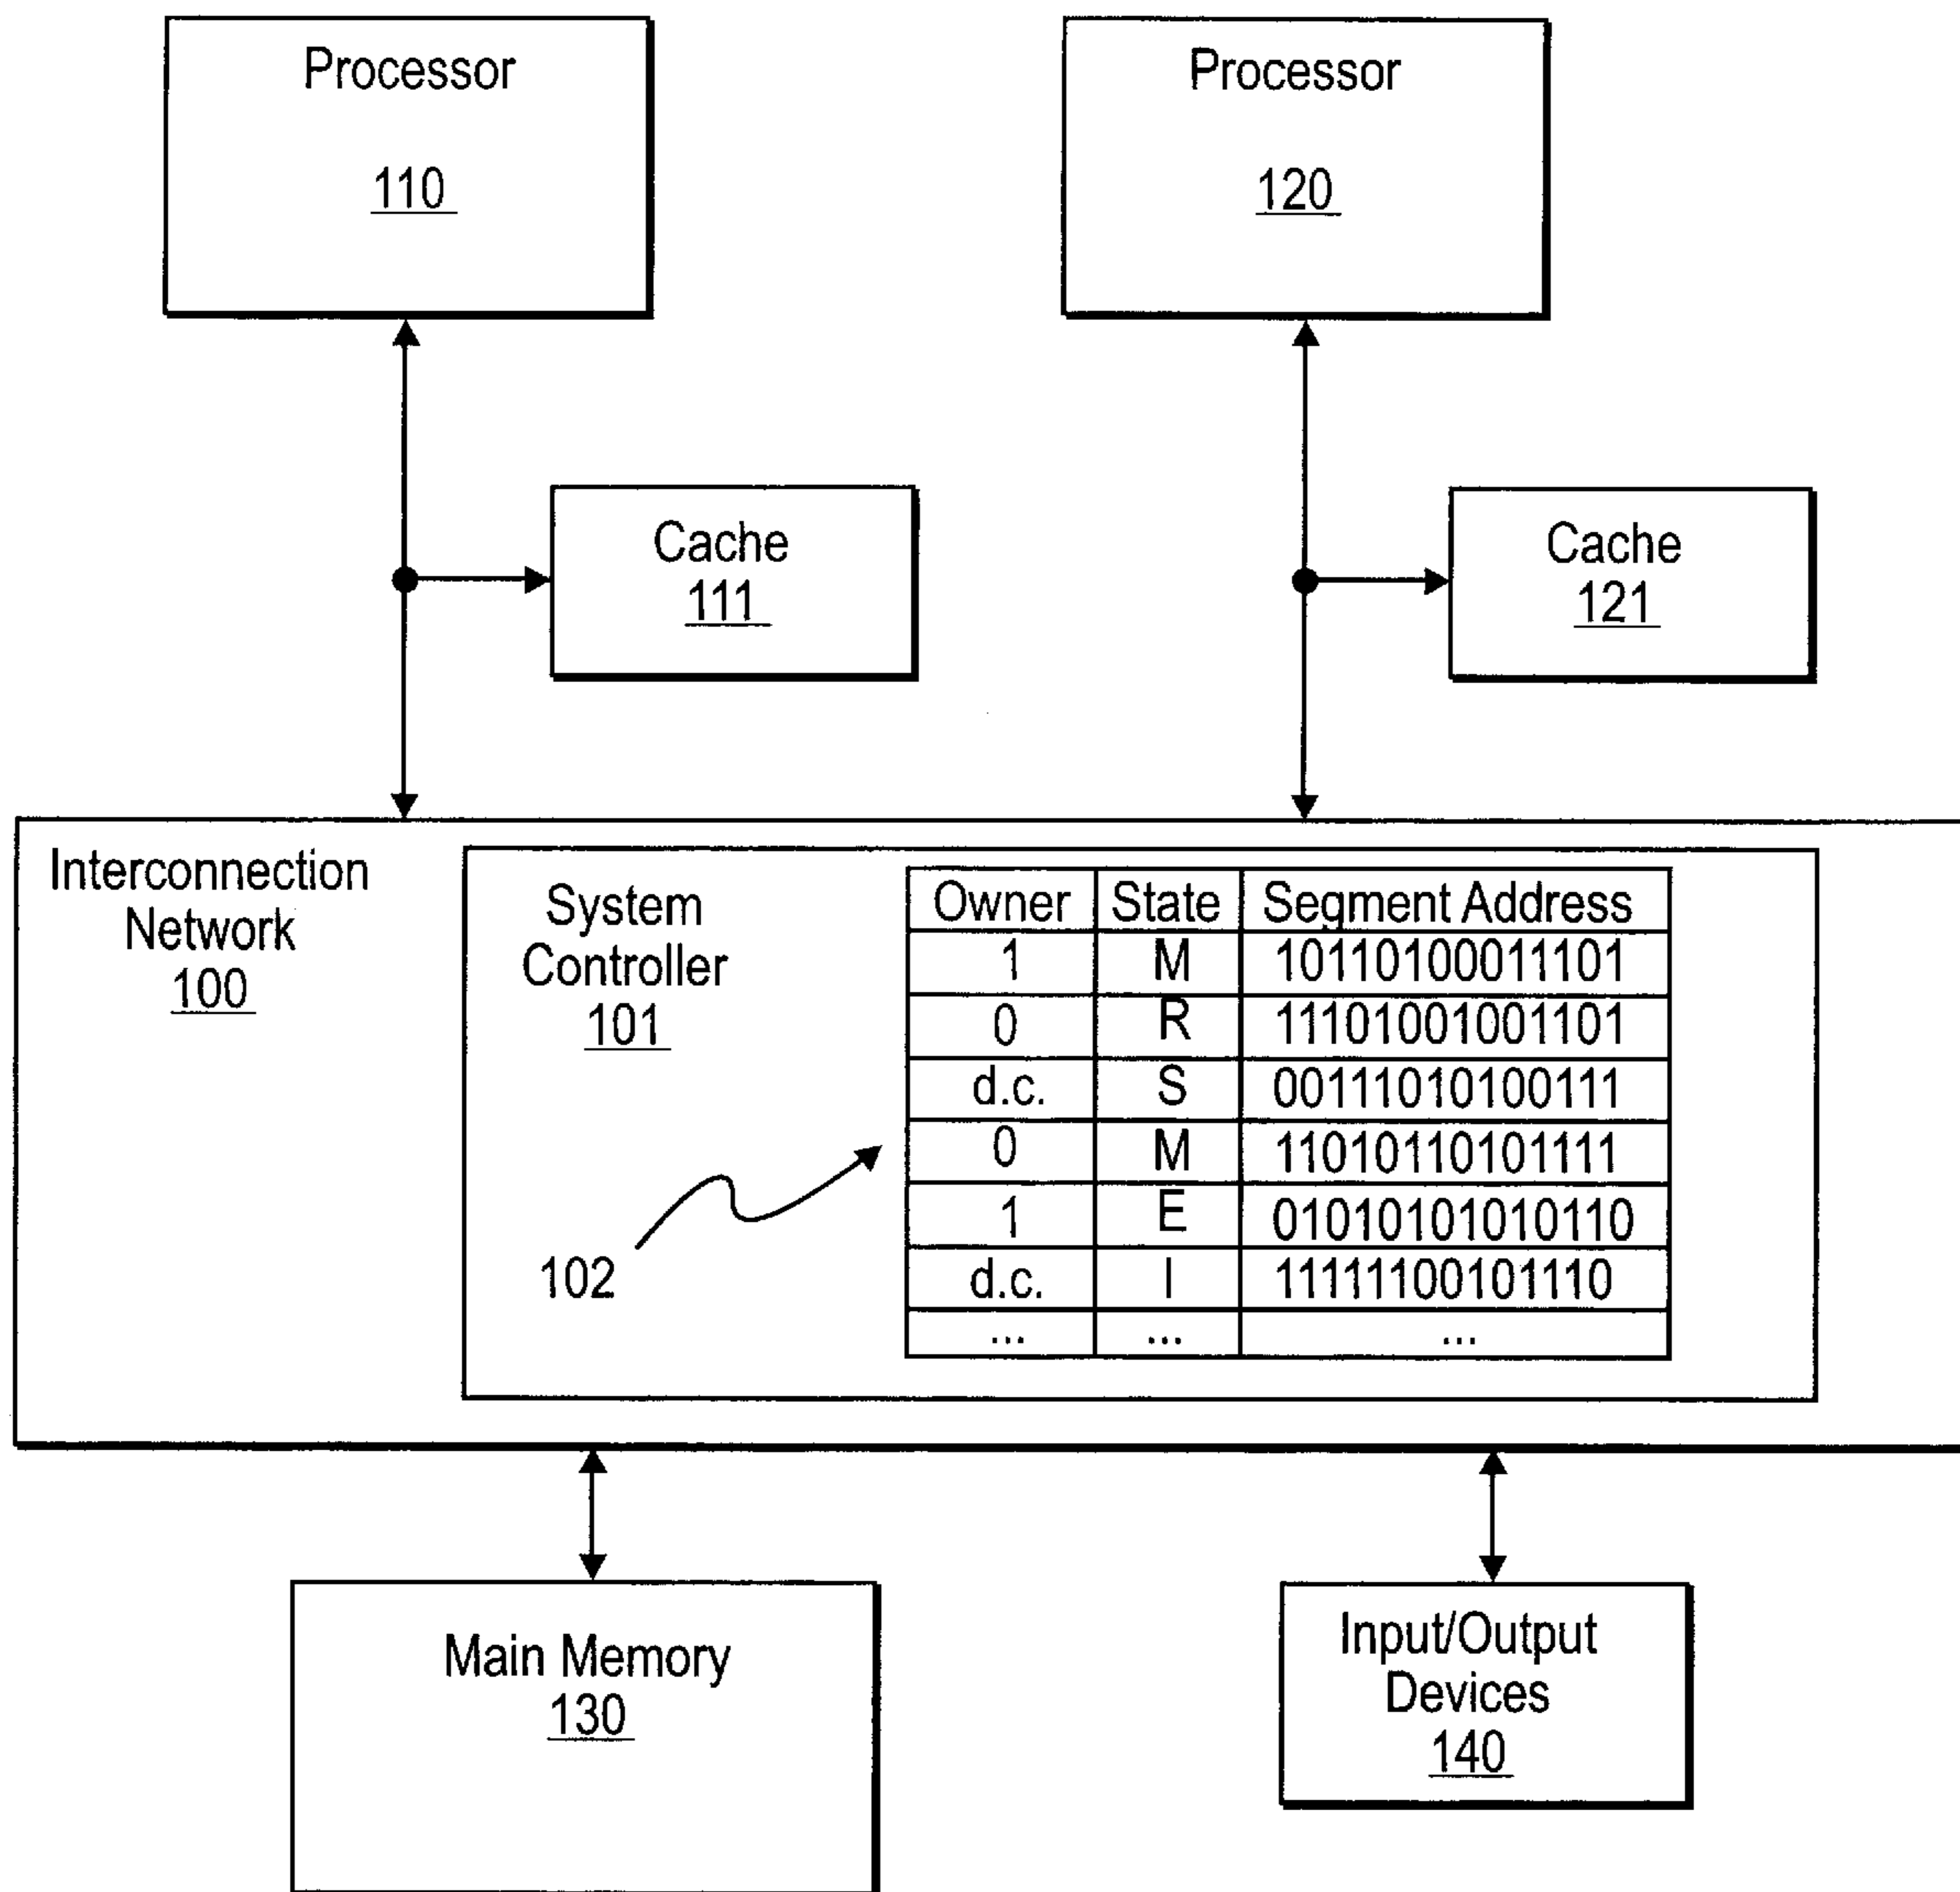 Processor
110
Processor
120
Cache
111
Cache
121
Interconnection
Network
100
System
Controller
101
102
Owner State Segment Address
1 M 10110100011101
0 R 11101001001101
d.c. S 00111010100111
0 M 11010110101111
1 E 01010101010110
d.c. I 11111100101110
... ... ...
Main Memory
130
Input/Output
Devices
140